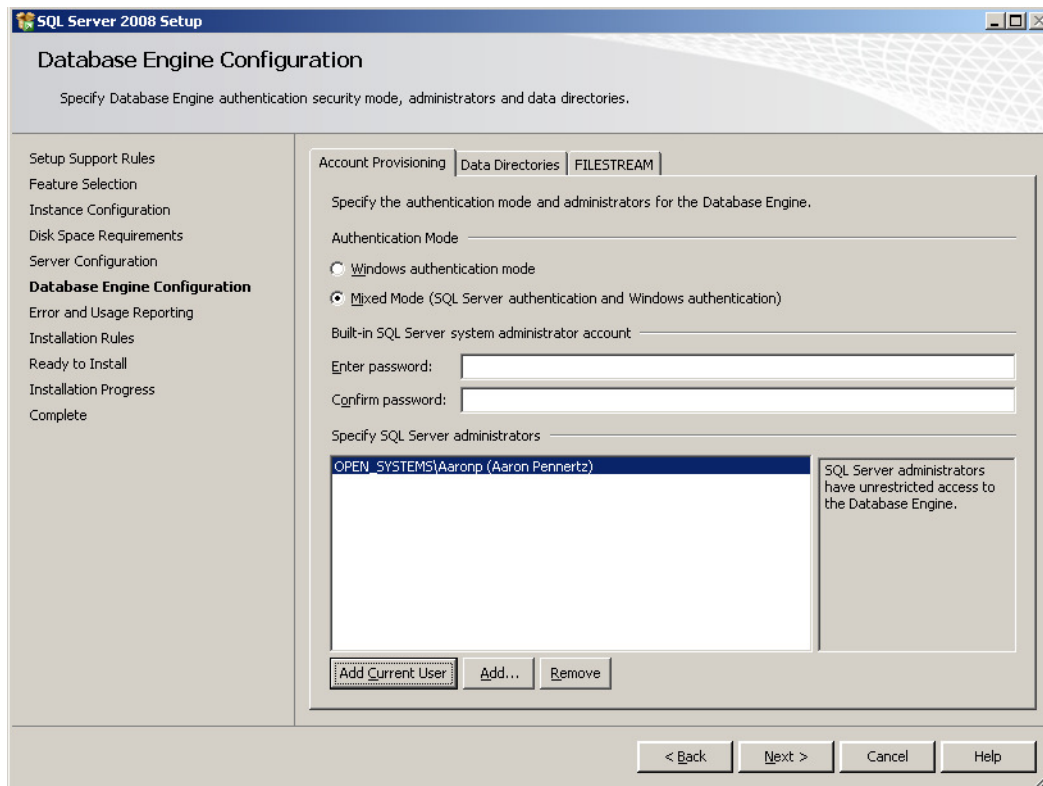 SQL Server 2008 Setup
Database Engine Configuration
Specify Database Engine authentication security mode, administrators and data directories.
Setup Support Rules
Feature Selection
Instance Configuration
Disk Space Requirements
Server Configuration
Database Engine Configuration
Error and Usage Reporting
Installation Rules
Ready to Install
Installation Progress
Complete
Account Provisioning Data Directories FILESTREAM
Specify the authentication mode and administrators for the Database Engine.
Authentication Mode
Windows authentication mode
Mixed Mode (SQL Server authentication and Windows authentication)
Built-in SQL Server system administrator account
Enter password:
Confirm password:
Specify SQL Server administrators
OPEN_SYSTEMS\Aaronp (Aaron Pennertz)
SQL Server administrators
have unrestricted access to
the Database Engine.
Add Current User Add... Remove
< Back Next > Cancel Help